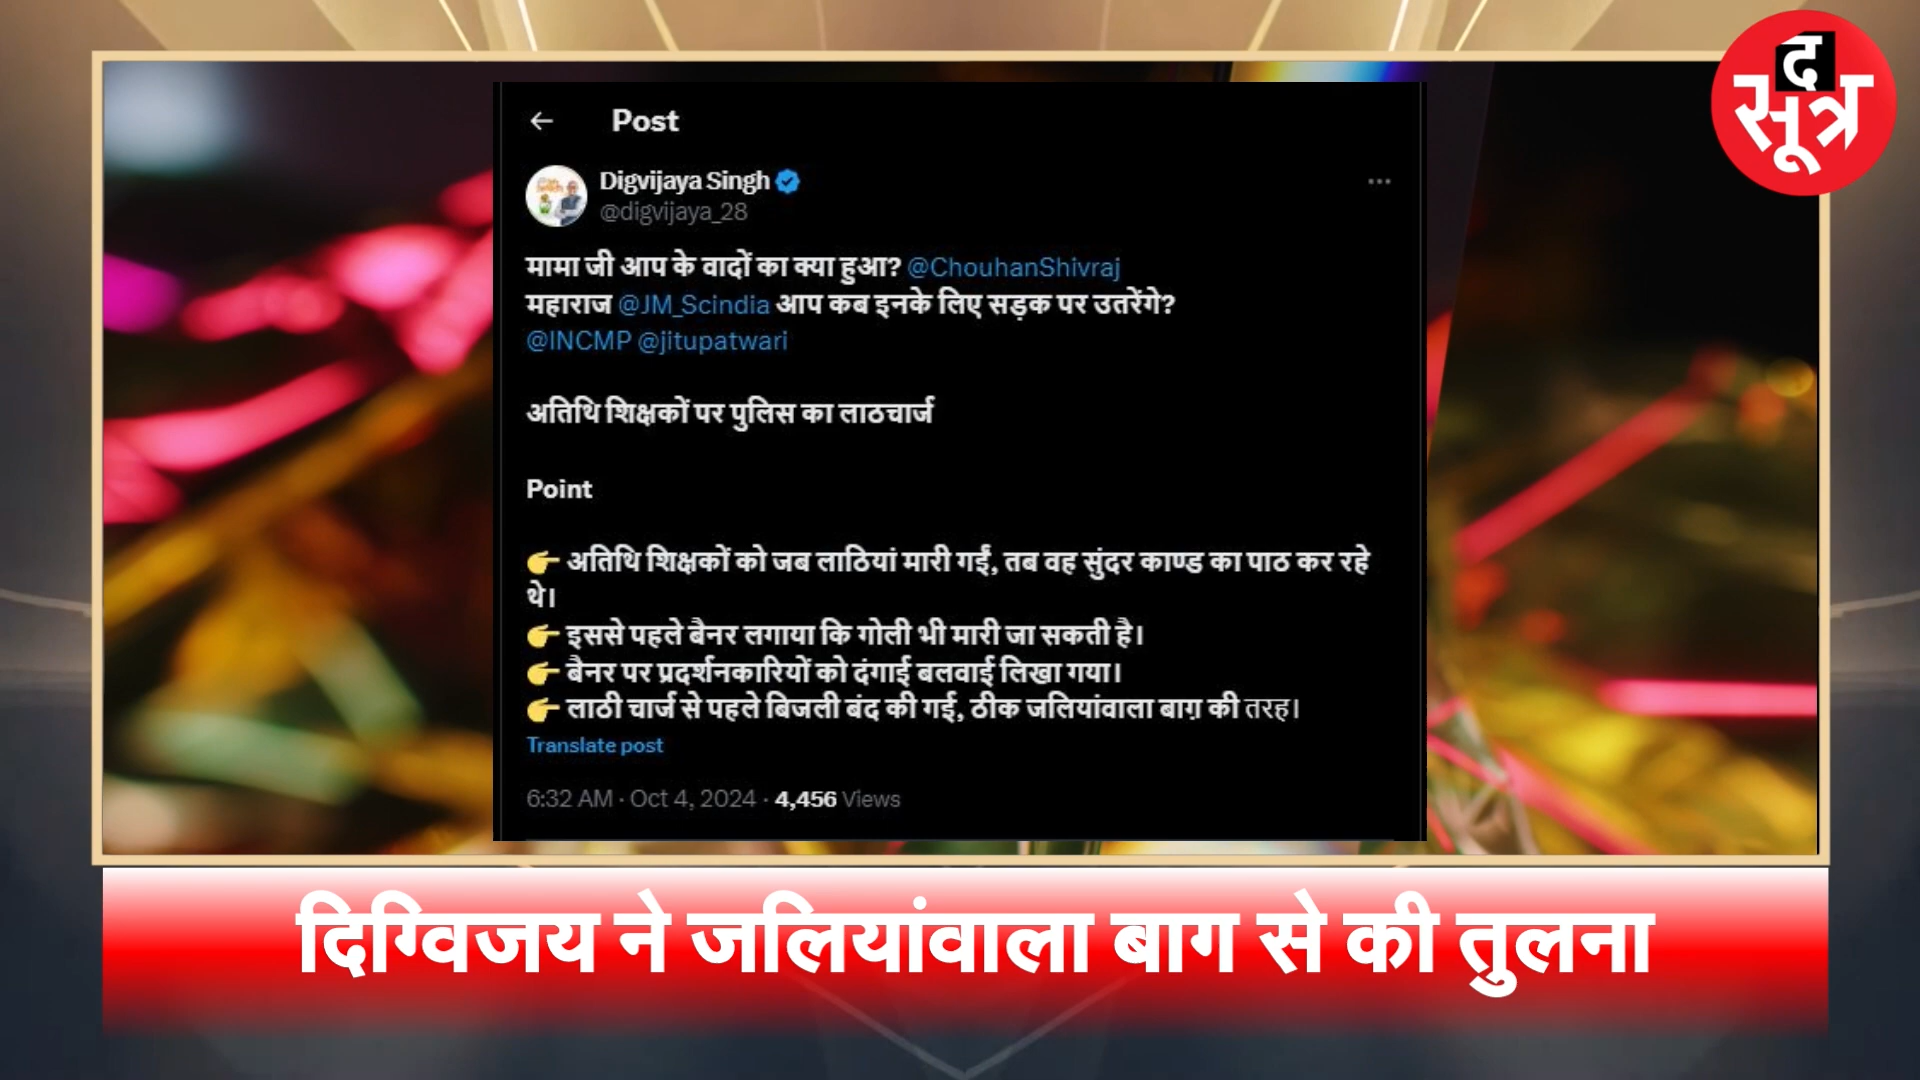 द
सूत्र
Post
Digvijaya Singh
@digvijaya_28
मामा जी आप के वादों का क्या हुआ? @ChouhanShivraj
महाराज @JM_Scindia आप कब इनके लिए सड़क पर उतरेंगे?
@INCMP @jitupatwari
अतिथि शिक्षकों पर पुलिस का लाठचार्ज
Point
👉 अतिथि शिक्षकों को जब लाठियां मारी गईं, तब वह सुंदर काण्ड का पाठ कर रहे
थे।
👉 इससे पहले बैनर लगाया कि गोली भी मारी जा सकती है।
👉 बैनर पर प्रदर्शनकारियों को दंगाई बलवाई लिखा गया।
👉 लाठी चार्ज से पहले बिजली बंद की गई, ठीक जलियांवाला बाग़ की तरह।
Translate post
6:32 AM · Oct 4, 2024 · 4,456 Views
दिग्विजय ने जलियांवाला बाग से की तुलना